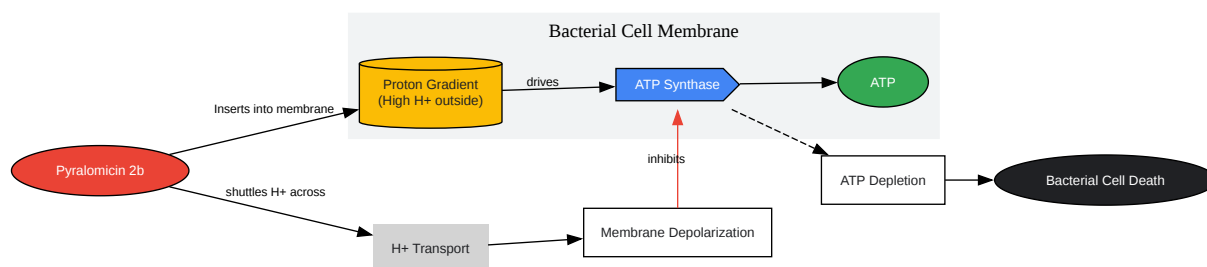 Bacterial Cell Membrane
Proton Gradient
(High H+ outside)
drives
ATP Synthase
ATP
Inserts into membrane
Pyralomicin 2b
inhibits
shuttles H+ across
ATP Depletion
Bacterial Cell Death
H+ Transport
Membrane Depolarization